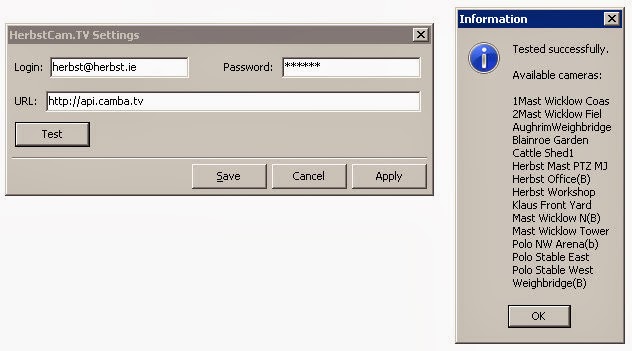 HerbstCam.TV Settings
Login: herbst@herbst.ie Password: ******
URL: http://api.camba.tv
Test
Save Cancel Apply
Information
Tested successfully.
Available cameras:
1Mast Wicklow Coas
2Mast Wicklow Fiel
AughrimWeighbridge
Blainroe Garden
Cattle Shed1
Herbst Mast PTZ MJ
Herbst Office(B)
Herbst Workshop
Klaus Front Yard
Mast Wicklow N(B)
Mast Wicklow Tower
Polo NW Arena(b)
Polo Stable East
Polo Stable West
Weighbridge(B)
OK